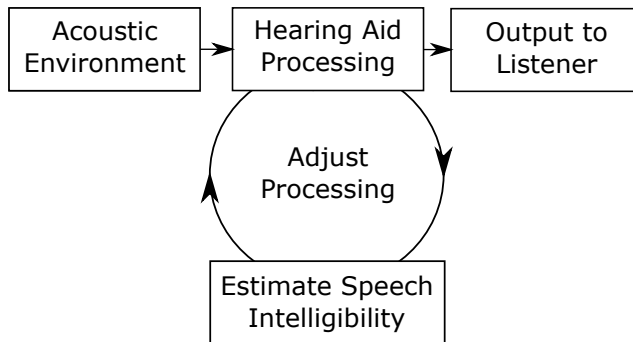 Acoustic
Environment
Hearing Aid
Processing
Output to
Listener
Adjust
Processing
Estimate Speech
Intelligibility